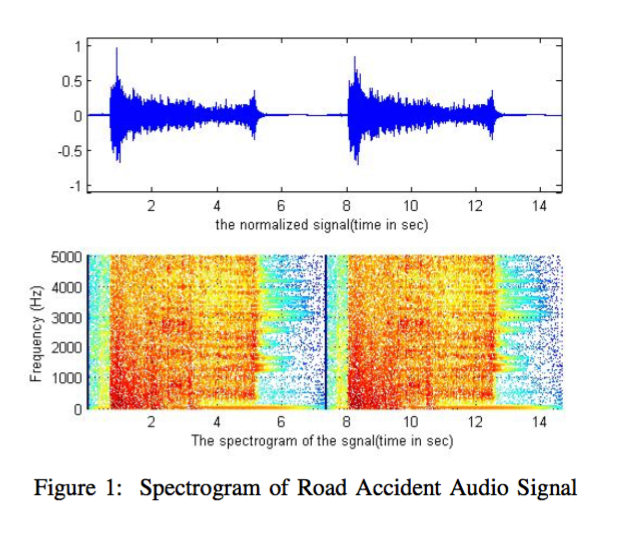 1
0.5
0
-0.5
-1
2 4 6 8 10 12 14
the normalized signal(time in sec)
5000
4000
3000
2000
1000
0
Frequency (Hz)
2 4 6 8 10 12 14
The spectrogram of the sgnal(time in sec)
Figure 1: Spectrogram of Road Accident Audio Signal